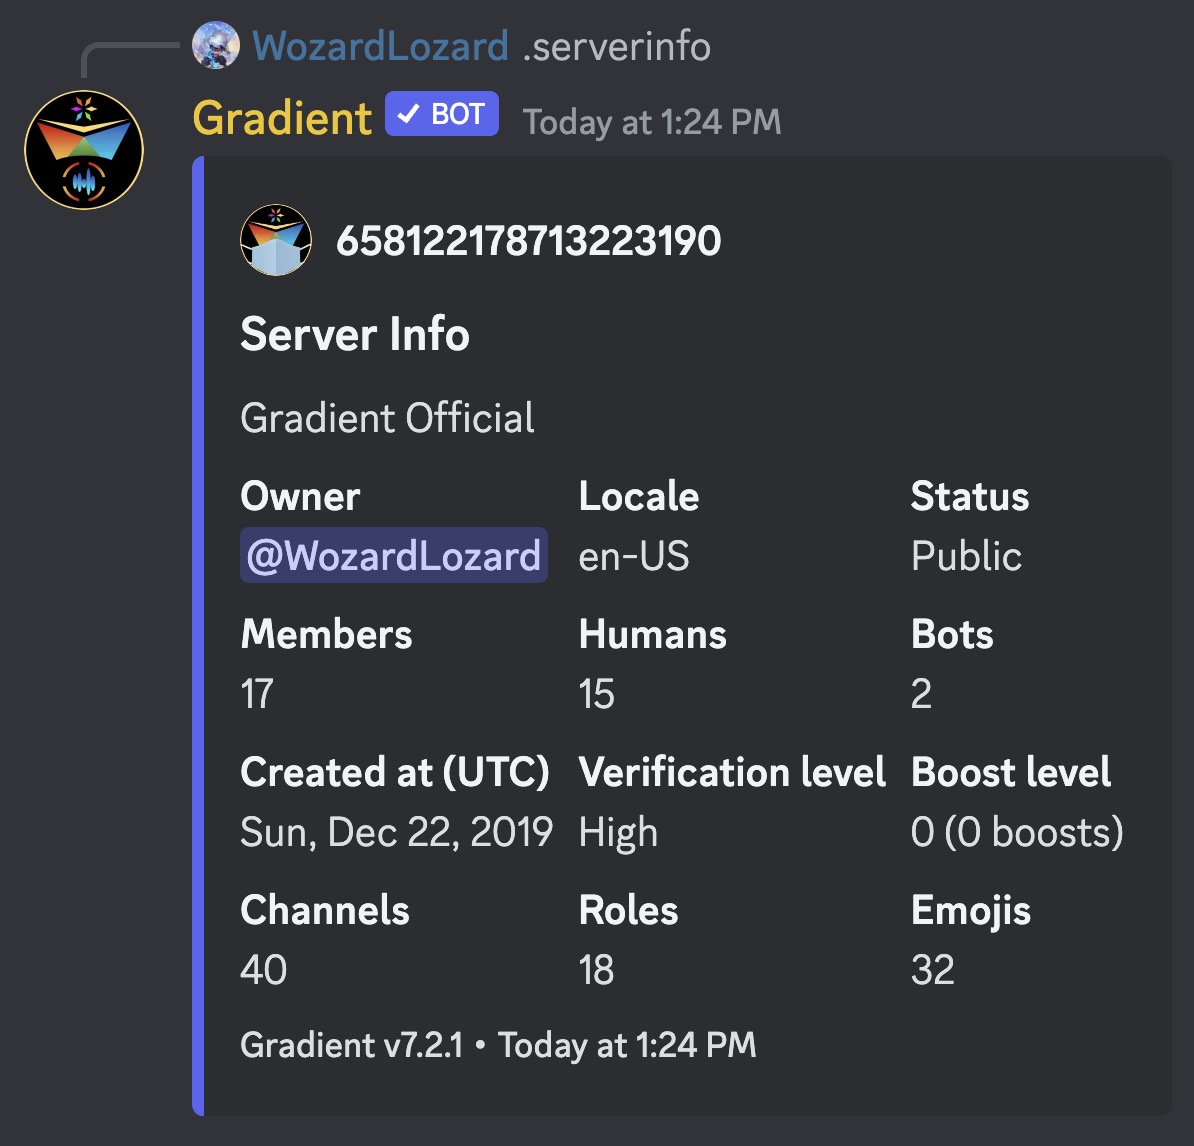 WozardLozard .serverinfo
Gradient ✓ BOT Today at 1:24 PM
658122178713223190
Server Info
Gradient Official
Owner Locale Status
@WozardLozard en-US Public
Members Humans Bots
17 15 2
Created at (UTC) Verification level Boost level
Sun, Dec 22, 2019 High 0 (0 boosts)
Channels Roles Emojis
40 18 32
Gradient v7.2.1 • Today at 1:24 PM